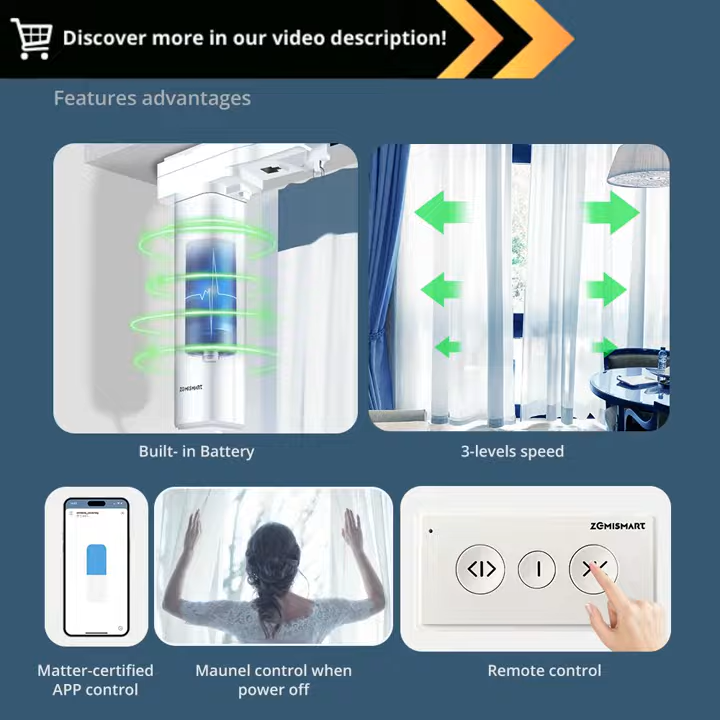 Discover more in our video description!
Features advantages
ZEMISMART
Built- in Battery
3-levels speed
ZEMISMART
Matter-certified
APP control
Maunel control when
power off
Remote control